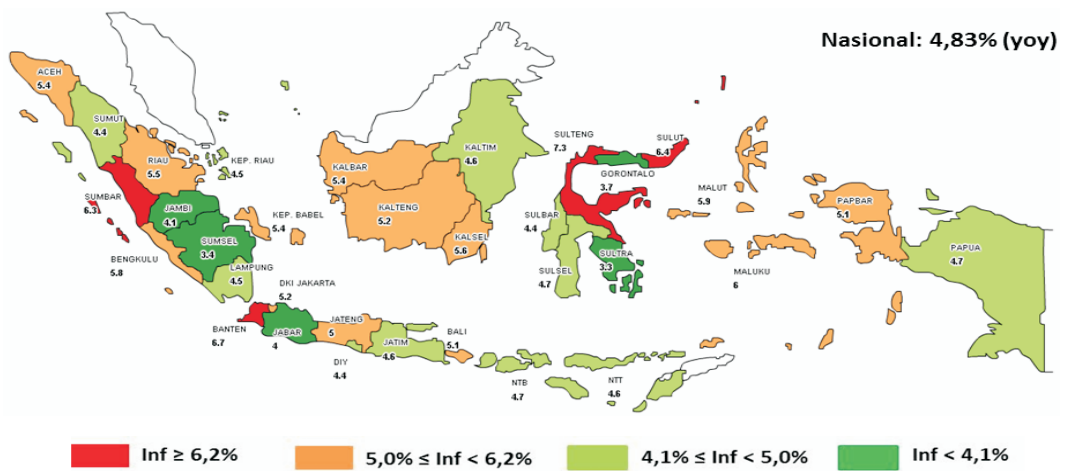 Nasional: 4,83% (yoy)
ACEH
5.4
SUMUT
4.4
RIAU
5.5
KEP. RIAU
4.5
SUMBAR
6.3
JAMBI
4.1
SUMSEL
3.4
KEP. BABEL
5.4
BENGKULU
5.8
LAMPUNG
4.5
DKI JAKARTA
5.2
BANTEN
6.7
JABAR
4
JATENG
5
DIY
4.4
JATIM
4.6
BALI
5.1
NTB
4.7
NTT
4.6
KALBAR
5.4
KALTENG
5.2
KALSEL
5.6
KALTIM
4.6
SULTENG
7.3
SULUT
6.4
GORONTALO
3.7
SULBAR
4.4
SULSEL
4.7
SULTRA
3.3
MALUT
5.9
MALUKU
6
PAPBAR
5.1
PAPUA
4.7
Inf ≥ 6,2%
5,0% ≤ Inf < 6,2%
4,1% ≤ Inf < 5,0%
Inf < 4,1%